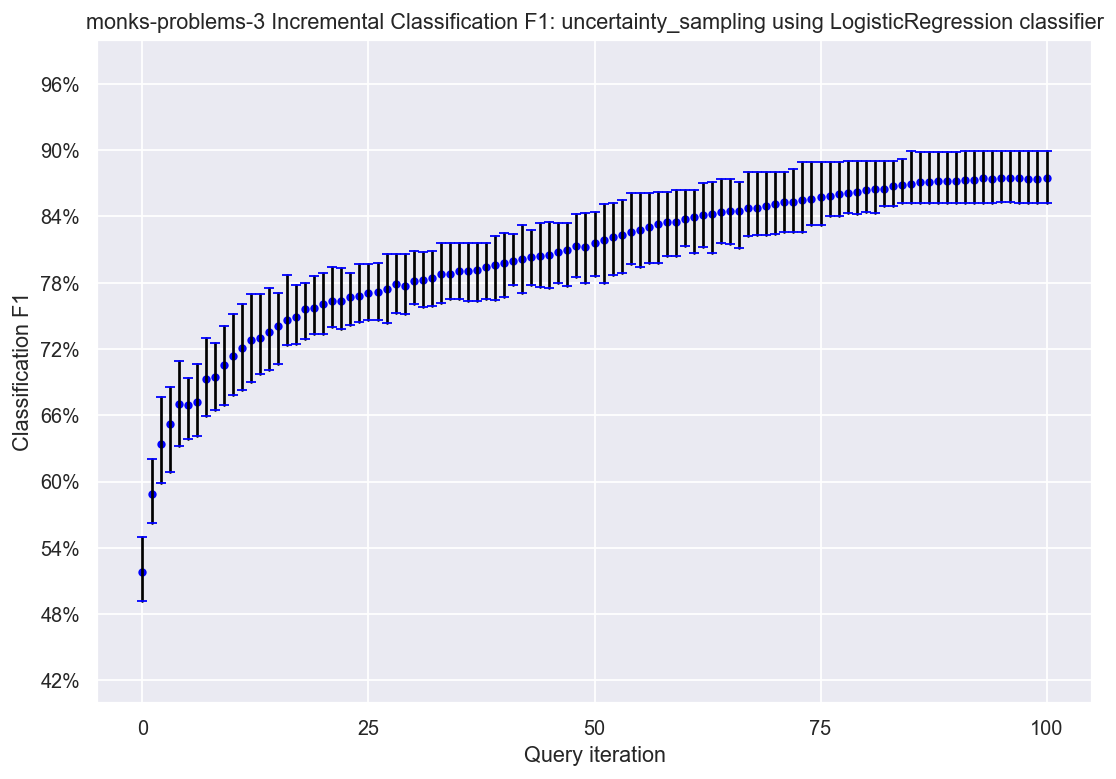 monks-problems-3 Incremental Classification F1: uncertainty_sampling using LogisticRegression classifier
96%
90%
84%
78%
72%
66%
60%
54%
48%
42%
Classification F1
0 25 50 75 100
Query iteration